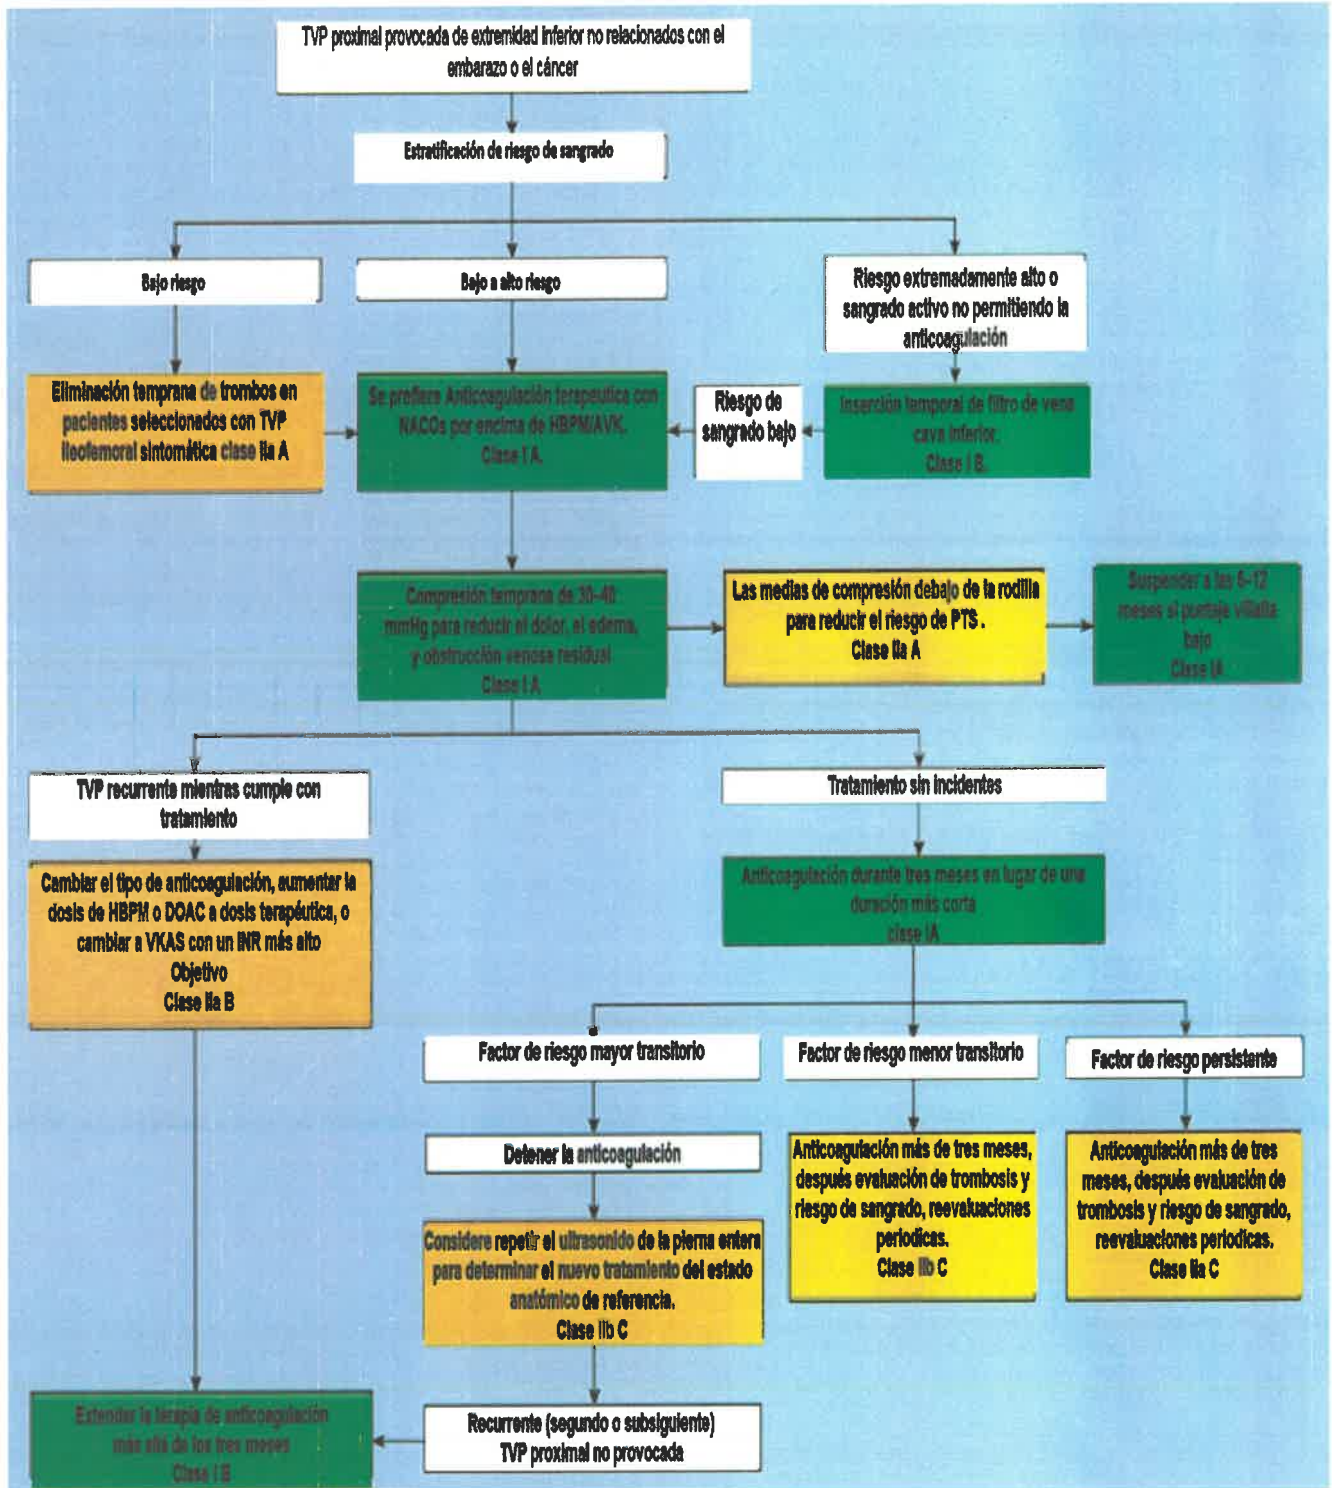 TVP proximal provocada de extremidad inferior no relacionados con el
embarazo o el cáncer
Estratificación de riesgo de sangrado
Bajo riesgo
Bajo a alto riesgo
Riesgo extremadamente alto o
sangrado activo no permitiendo la
anticoagulación
Eliminación temprana de trombos en
pacientes seleccionados con TVP
ileofemoral sintomática clase IIa A
Se prefiere Anticoagulación terapeutica con
NACOs por encima de HBPM/AVK.
Clase I A.
Riesgo de
sangrado bajo
Inserción temporal de filtro de vena
cava inferior.
Clase I B.
Compresión temprana de 30-40
mmHg para reducir el dolor, el edema,
y obstrucción venosa residual
Clase I A
Las medias de compresión debajo de la rodilla
para reducir el riesgo de PTS .
Clase IIa A
Suspender a las 6-12
meses si puntaje villalta
bajo
Clase IA
TVP recurrente mientras cumple con
tratamiento
Tratamiento sin incidentes
Cambiar el tipo de anticoagulación, aumentar la
dosis de HBPM o DOAC a dosis terapéutica, o
cambiar a VKAS con un INR más alto
Objetivo
Clase IIa B
Anticoagulación durante tres meses en lugar de una
duración más corta
clase IA
Factor de riesgo mayor transitorio
Factor de riesgo menor transitorio
Factor de riesgo persistente
Detener la anticoagulación
Anticoagulación más de tres meses,
después evaluación de trombosis y
riesgo de sangrado, reevaluaciones
periodicas.
Clase IIb C
Anticoagulación más de tres
meses, después evaluación de
trombosis y riesgo de sangrado,
reevaluaciones periodicas.
Clase IIa C
Considere repetir el ultrasonido de la pierna entera
para determinar el nuevo tratamiento del estado
anatómico de referencia.
Clase IIb C
Extender la terapia de anticoagulación
más allá de los tres meses
Clase I B
Recurrente (segundo o subsiguiente)
TVP proximal no provocada